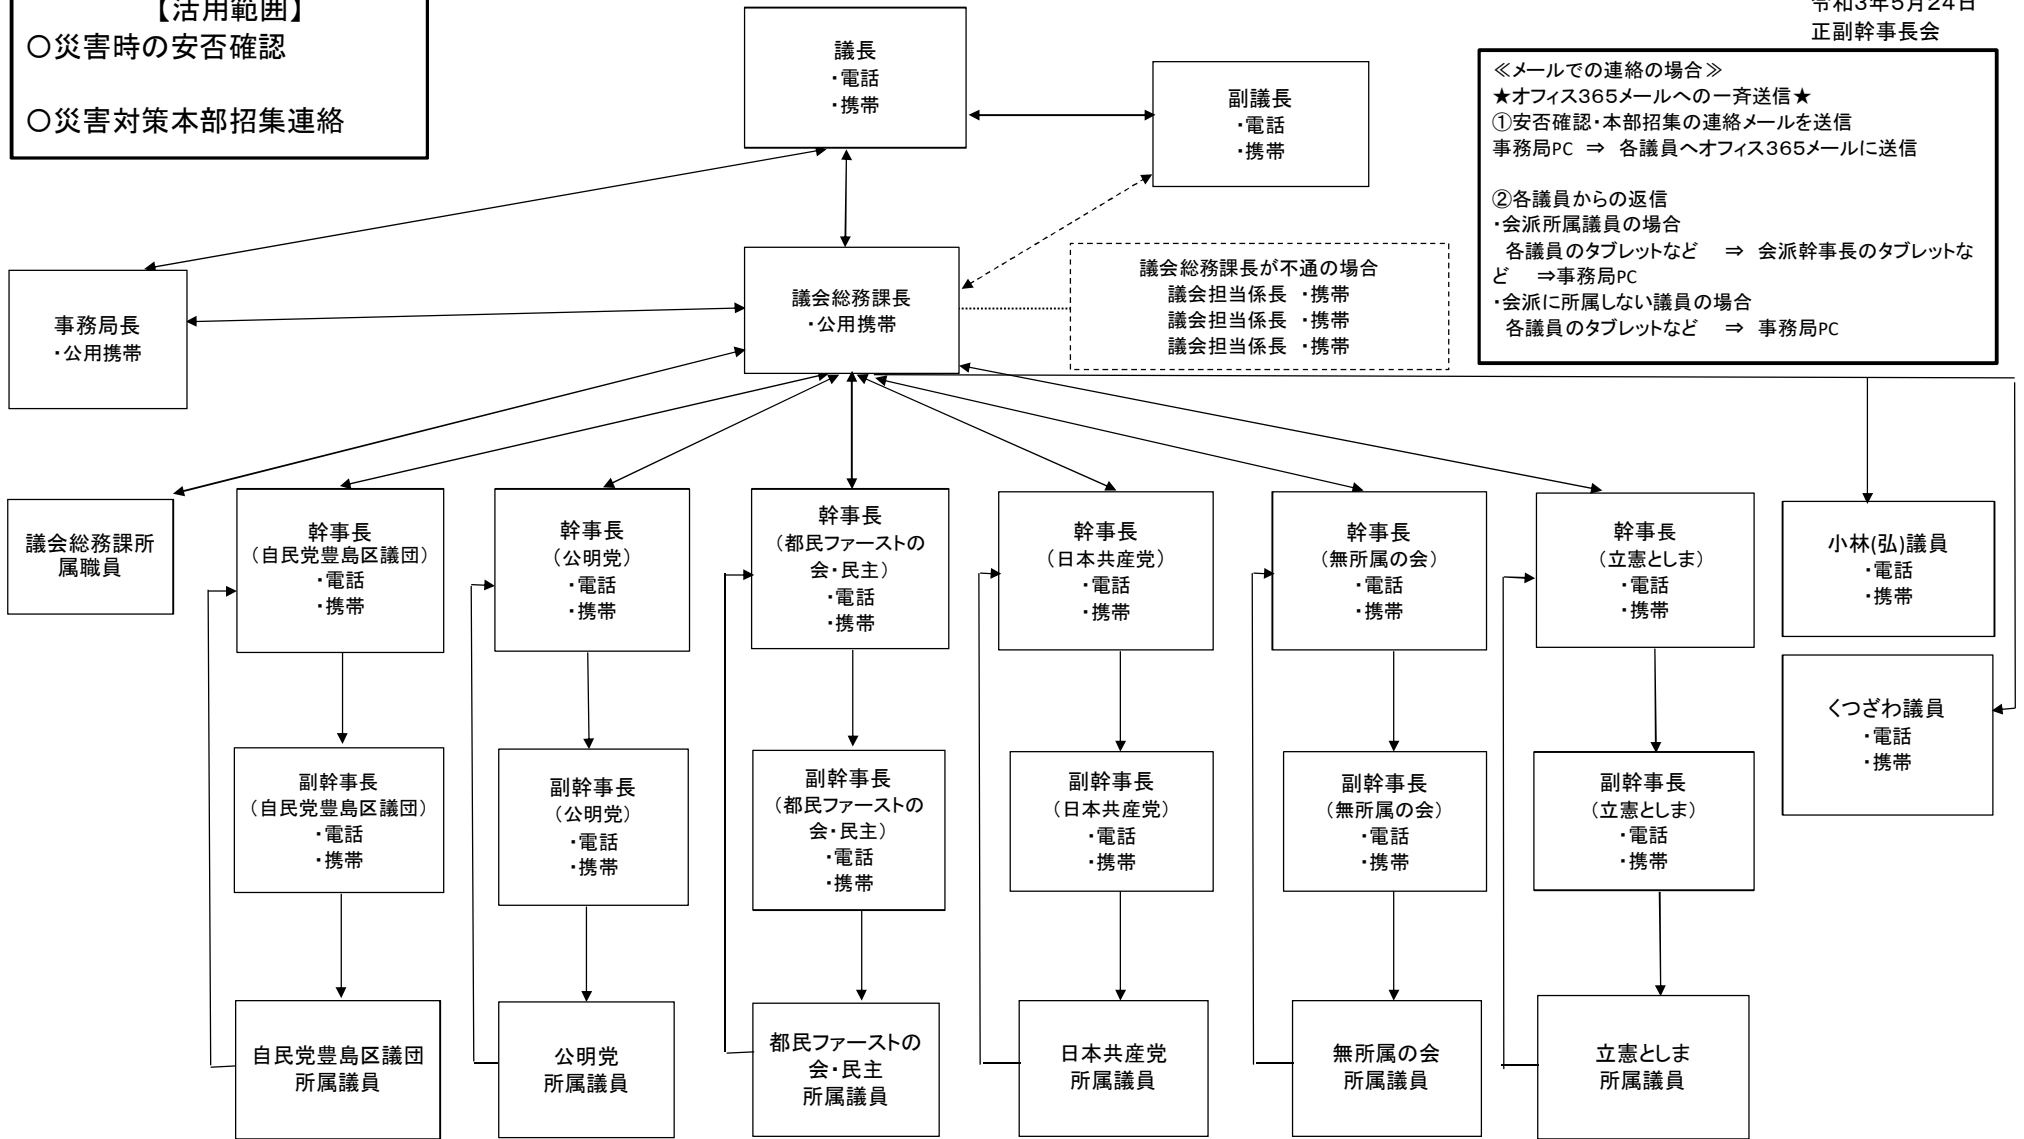 【活用範囲】
〇災害時の安否確認
〇災害対策本部招集連絡
令和3年5月24日
正副幹事長会
議長
・電話
・携帯
副議長
・電話
・携帯
≪メールでの連絡の場合≫
★オフィス365メールへの一斉送信★
①安否確認・本部招集の連絡メールを送信
事務局PC ⇒ 各議員へオフィス365メールに送信
②各議員からの返信
・会派所属議員の場合
各議員のタブレットなど ⇒ 会派幹事長のタブレットな
ど ⇒事務局PC
・会派に所属しない議員の場合
各議員のタブレットなど ⇒ 事務局PC
事務局長
・公用携帯
議会総務課長
・公用携帯
議会総務課長が不通の場合
議会担当係長 ・携帯
議会担当係長 ・携帯
議会担当係長 ・携帯
議会総務課所
属職員
幹事長
(自民党豊島区議団)
・電話
・携帯
幹事長
(公明党)
・電話
・携帯
幹事長
(都民ファーストの
会・民主)
・電話
・携帯
幹事長
(日本共産党)
・電話
・携帯
幹事長
(無所属の会)
・電話
・携帯
幹事長
(立憲としま)
・電話
・携帯
小林(弘)議員
・電話
・携帯
くつざわ議員
・電話
・携帯
副幹事長
(自民党豊島区議団)
・電話
・携帯
副幹事長
(公明党)
・電話
・携帯
副幹事長
(都民ファーストの
会・民主)
・電話
・携帯
副幹事長
(日本共産党)
・電話
・携帯
副幹事長
(無所属の会)
・電話
・携帯
副幹事長
(立憲としま)
・電話
・携帯
自民党豊島区議団
所属議員
公明党
所属議員
都民ファーストの
会・民主
所属議員
日本共産党
所属議員
無所属の会
所属議員
立憲としま
所属議員